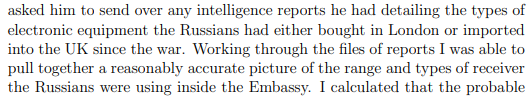 asked him to send over any intelligence reports he had detailing the types of
electronic equipment the Russians had either bought in London or imported
into the UK since the war. Working through the files of reports I was able to
pull together a reasonably accurate picture of the range and types of receiver
the Russians were using inside the Embassy. I calculated that the probable